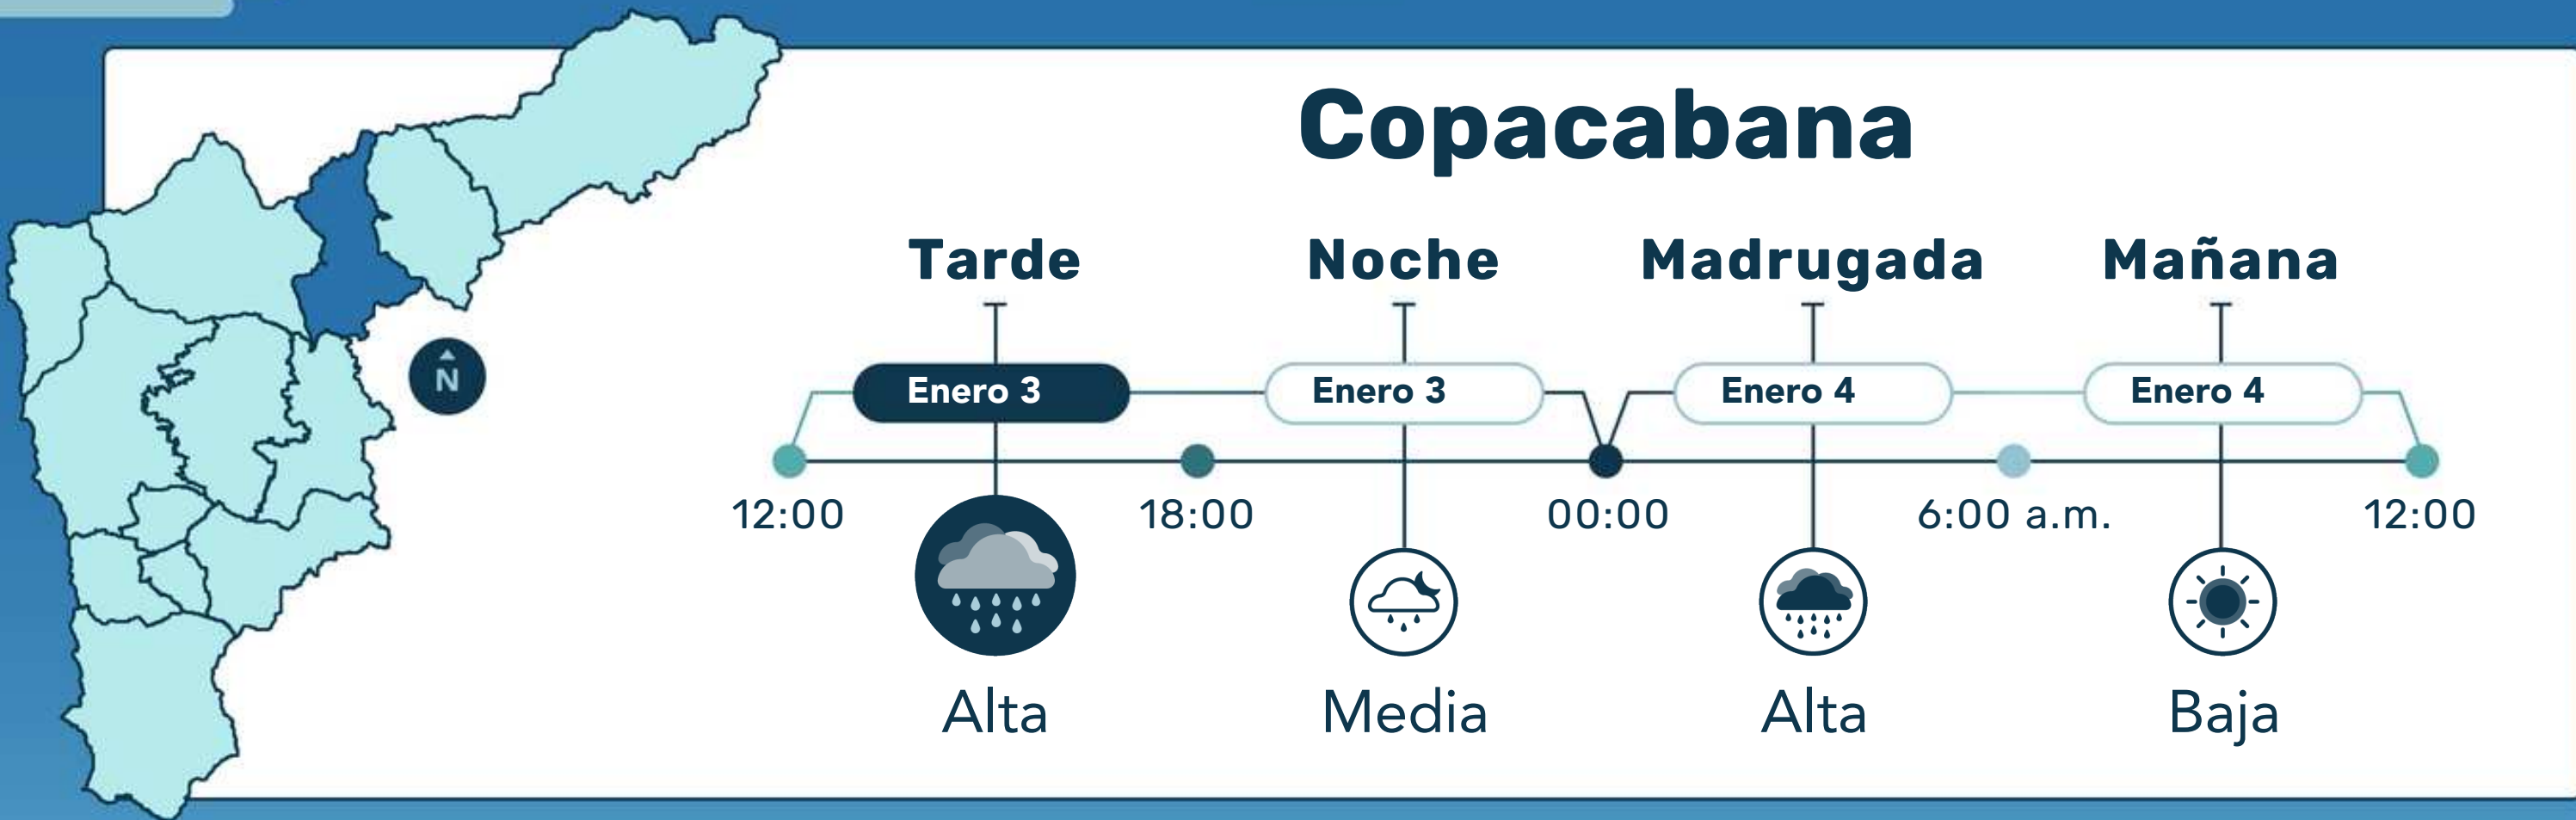 Copacabana
Tarde Noche Madrugada Mañana
Enero 3 Enero 3 Enero 4 Enero 4
N
12:00 18:00 00:00 6:00 a.m. 12:00
Alta Media Alta Baja